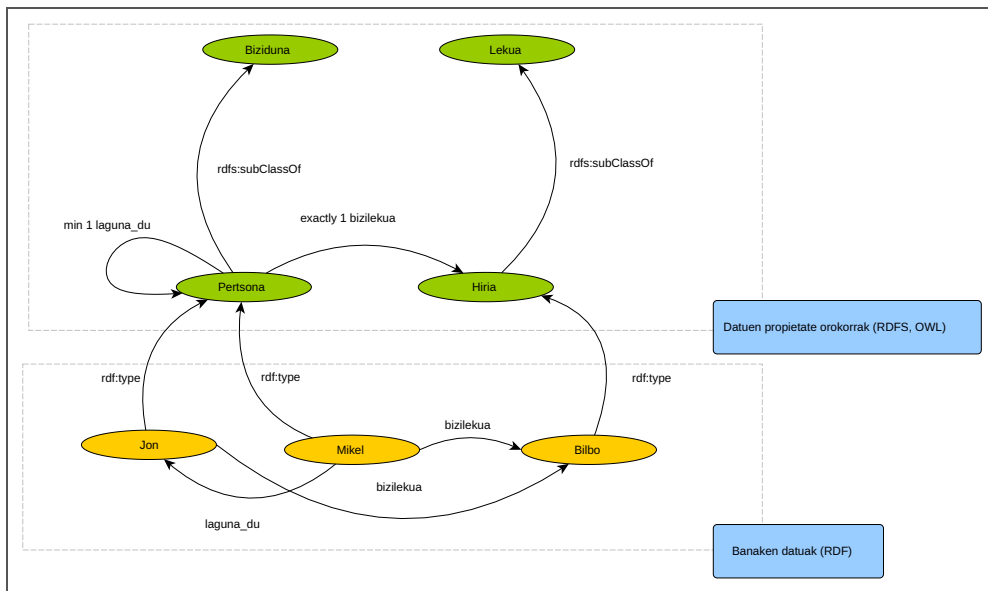 Biziduna
Lekua
rdfs:subClassOf
rdfs:subClassOf
min 1 laguna_du
exactly 1 bizilekua
Pertsona
Hiria
Datuen propietate orokorrak (RDFS, OWL)
rdf:type
rdf:type
rdf:type
bizilekua
Jon
Mikel
Bilbo
bizilekua
laguna_du
Banaken datuak (RDF)